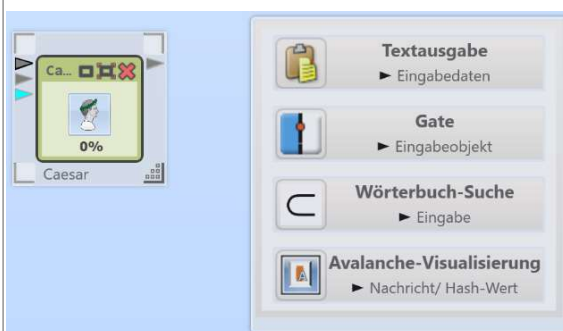 Ca...
0%
Caesar
Textausgabe
► Eingabedaten
Gate
► Eingabeobjekt
Wörterbuch-Suche
► Eingabe
Avalanche-Visualisierung
► Nachricht/ Hash-Wert